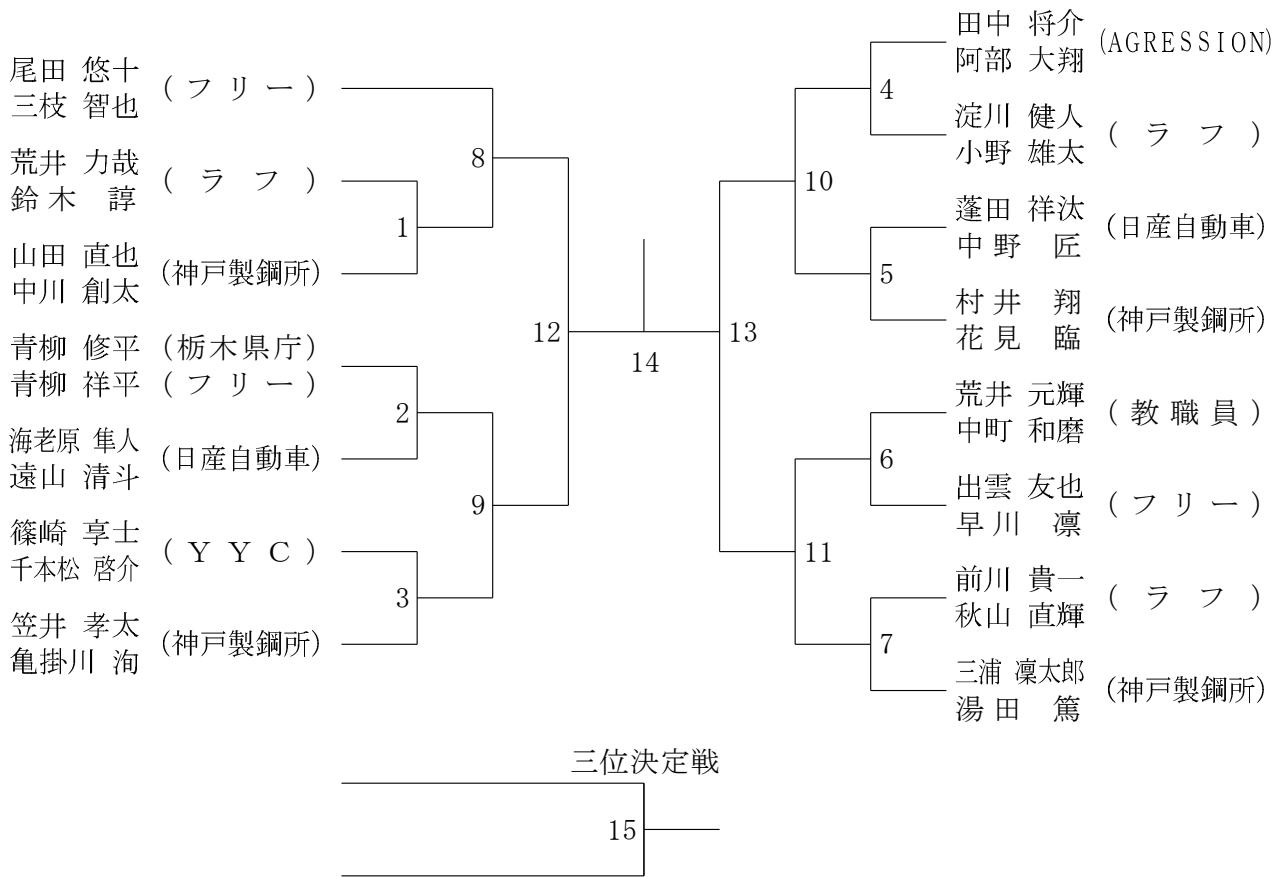 尾田 悠十
三枝 智也
(フリー)
荒井 力哉
鈴木 諄
(ラフ)
山田 直也
中川 創太
(神戸製鋼所)
青柳 修平 (栃木県庁)
青柳 祥平 (フリー)
海老原 隼人
遠山 清斗
(日産自動車)
篠崎 享士
千本松 啓介
(ＹＹＣ)
笠井 孝太
亀掛川 洵
(神戸製鋼所)
8
1
12
2
9
3
14
13
10
4
5
11
6
7
田中 将介
阿部 大翔
(AGRESSION)
淀川 健人
小野 雄太
(ラフ)
蓬田 祥汰
中野 匠
(日産自動車)
村井 翔
花見 臨
(神戸製鋼所)
荒井 元輝
中町 和磨
(教職員)
出雲 友也
早川 凛
(フリー)
前川 貴一
秋山 直輝
(ラフ)
三浦 凜太郎
湯田 篤
(神戸製鋼所)
三位決定戦
15